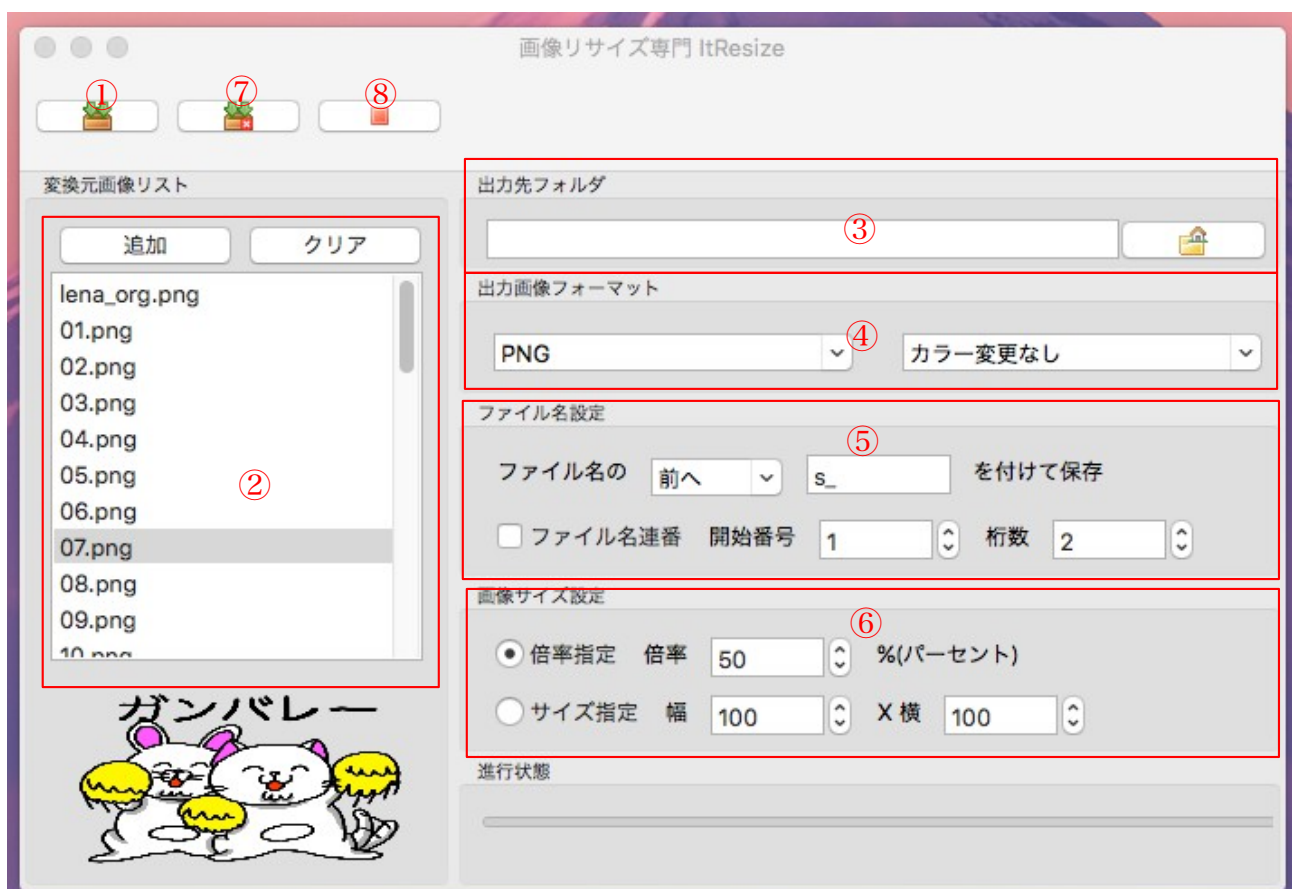 画像リサイズ専門 ItResize
① ⑦ ⑧
変換元画像リスト
追加 クリア
lena_org.png
01.png
02.png
03.png
04.png
05.png
②
06.png
07.png
08.png
09.png
10.png
ガンバレー
出力先フォルダ
③
出力画像フォーマット
PNG ④ カラー変更なし
ファイル名設定
⑤
ファイル名の 前へ s_ を付けて保存
ファイル名連番 開始番号 1 桁数 2
画像サイズ設定
⑥
倍率指定 倍率 50 %(パーセント)
サイズ指定 幅 100 X 横 100
進行状態